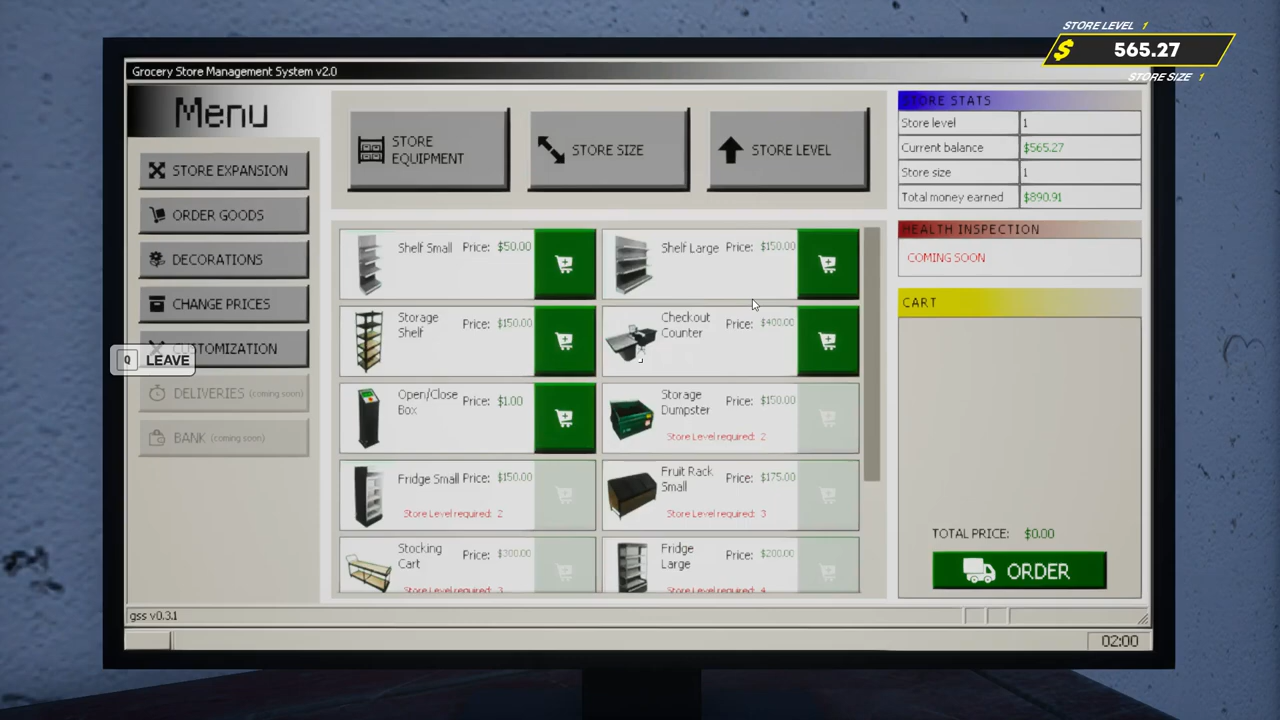 STORE LEVEL 1
$ 565.27
STORE SIZE 1
Grocery Store Management System v2.0
Menu
STORE EXPANSION
ORDER GOODS
DECORATIONS
CHANGE PRICES
CUSTOMIZATION
Q LEAVE
DELIVERIES (coming soon)
BANK (coming soon)
STORE EQUIPMENT
STORE SIZE
STORE LEVEL
Shelf Small Price: $50.00
Shelf Large Price: $150.00
Storage Shelf Price: $150.00
Checkout Counter Price: $400.00
Open/Close Box Price: $1.00
Storage Dumpster Price: $150.00
Store Level required: 2
Fridge Small Price: $150.00
Store Level required: 2
Fruit Rack Small Price: $175.00
Store Level required: 3
Stocking Cart Price: $300.00
Store Level required: 3
Fridge Large Price: $200.00
Store Level required: 4
STORE STATS
Store level 1
Current balance $565.27
Store size 1
Total money earned $890.91
HEALTH INSPECTION
COMING SOON
CART
TOTAL PRICE: $0.00
ORDER
gss v0.3.1
02:00